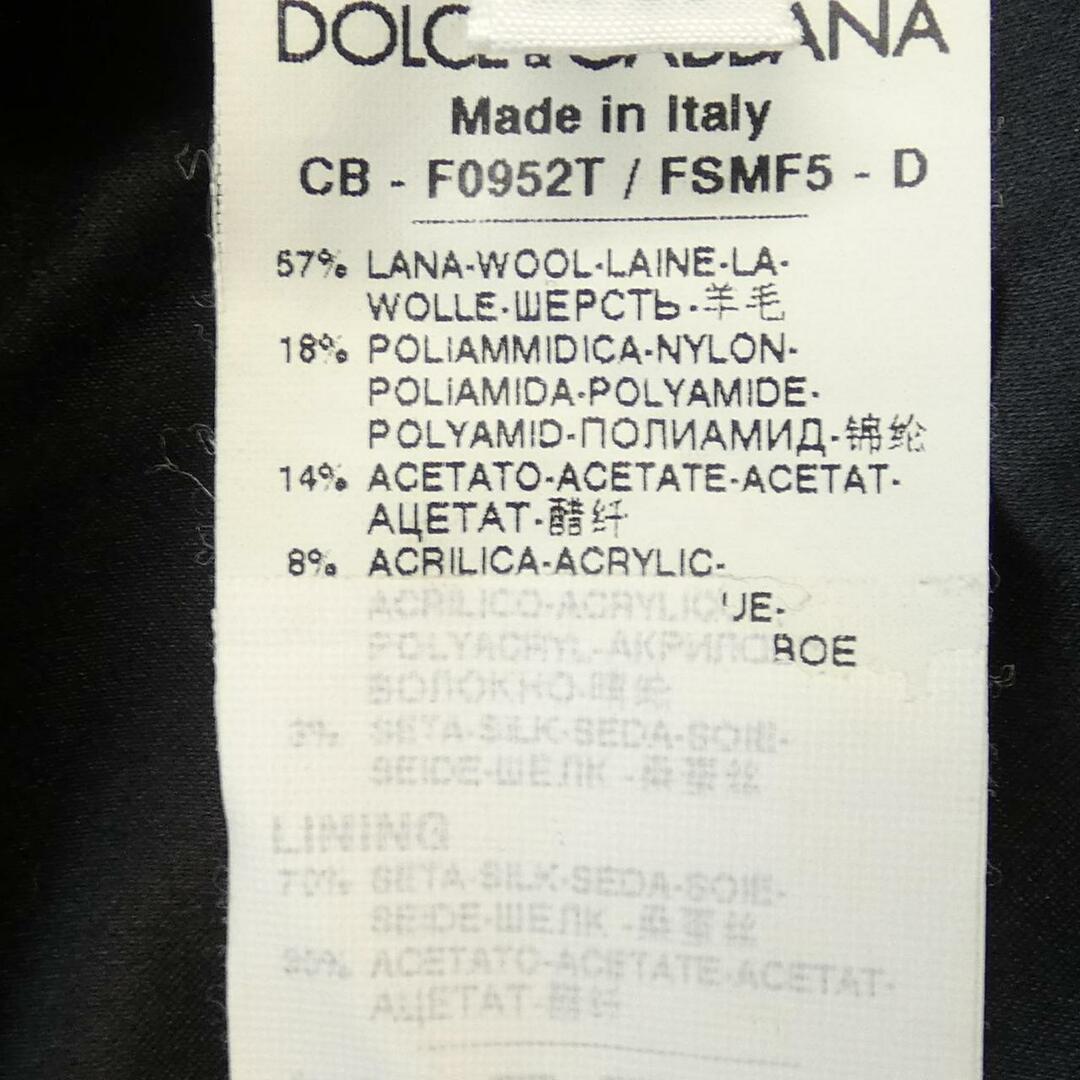 DOLCE & GABBANA
Made in Italy
CB - F0952T / FSMF5 - D
57% LANA-WOOL-LAINE-LA-
WOLLE-ШЕРСТЬ-羊毛
18% POLIAMMIDICA-NYLON-
POLIAMIDA-POLYAMIDE-
POLYAMID-ПОЛИАМИД-锦纶
14% ACETATO-ACETATE-ACETAT-
АЦЕТАТ-醋纤
8% ACRILICA-ACRYLIC-
ACRILICO-ACRYLIQUE-
POLYACRYL-АКРИЛОВОЕ
ВОЛОКНО-腈纶
3% SETA-SILK-SEDA-SOIE-
SEIDE-ШЕЛК -桑蚕丝
LINING
SETA-SILK-SEDA-SOIE-
SEIDE-ШЕЛК -桑蚕丝
ACETATO-ACETATE-ACETAT-
АЦЕТАТ-醋纤